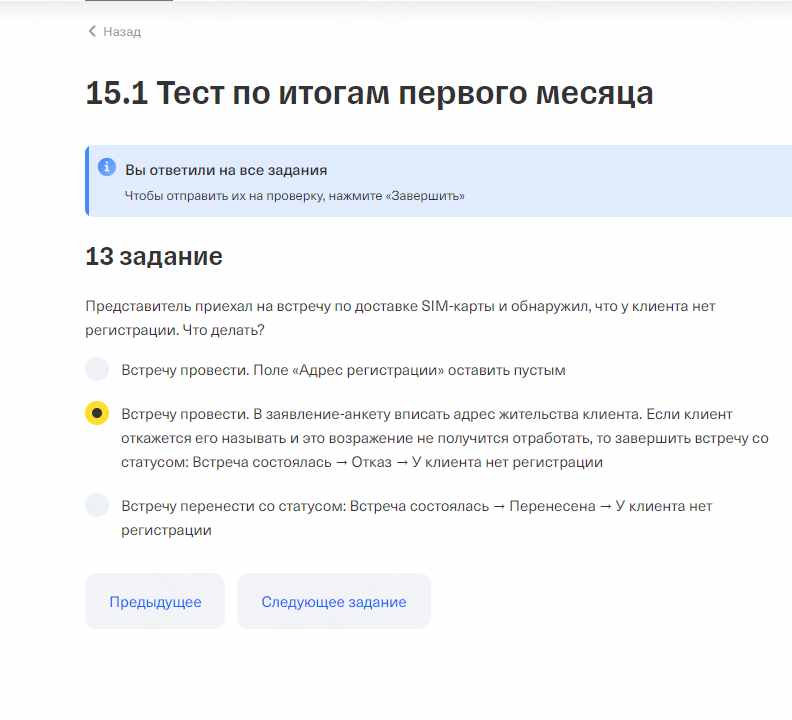 Назад
15.1 Тест по итогам первого месяца
Вы ответили на все задания
Чтобы отправить их на проверку, нажмите «Завершить»
13 задание
Представитель приехал на встречу по доставке SIM-карты и обнаружил, что у клиента нет
регистрации. Что делать?
Встречу провести. Поле «Адрес регистрации» оставить пустым
Встречу провести. В заявление-анкету вписать адрес жительства клиента. Если клиент
откажется его называть и это возражение не получится отработать, то завершить встречу со
статусом: Встреча состоялась → Отказ → У клиента нет регистрации
Встречу перенести со статусом: Встреча состоялась → Перенесена → У клиента нет
регистрации
Предыдущее
Следующее задание